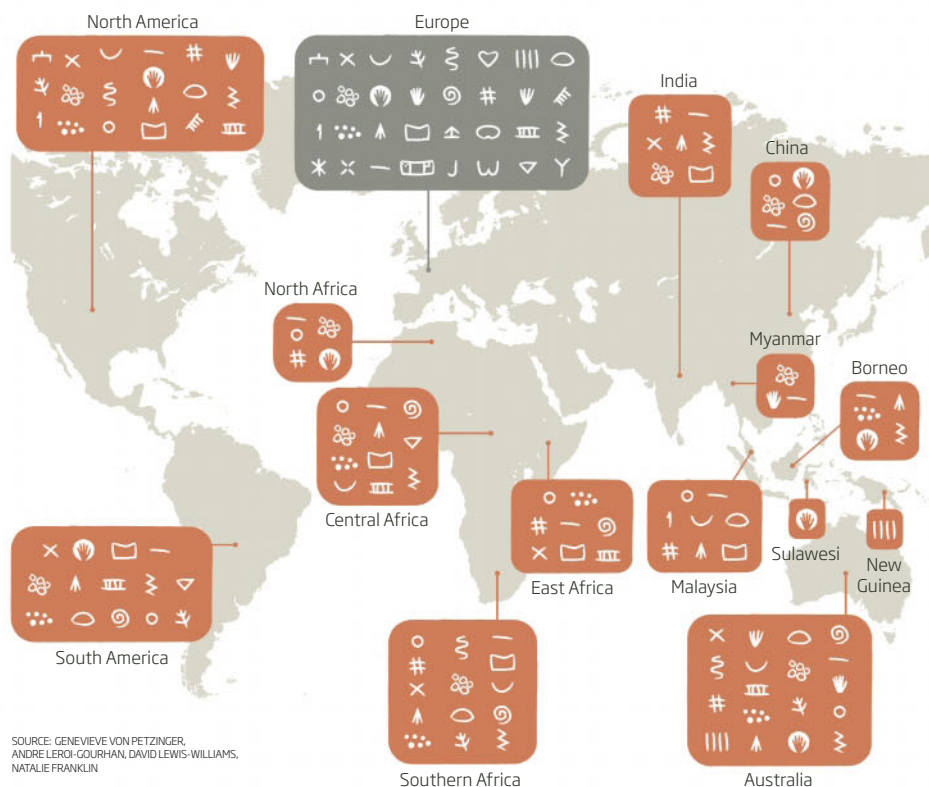 North America
Europe
India
China
North Africa
Myanmar
Borneo
Central Africa
East Africa
Malaysia
Sulawesi
New
Guinea
South America
Southern Africa
Australia
SOURCE: GENEVIEVE VON PETZINGER,
ANDRE LEROI-GOURHAN, DAVID LEWIS-WILLIAMS,
NATALIE FRANKLIN